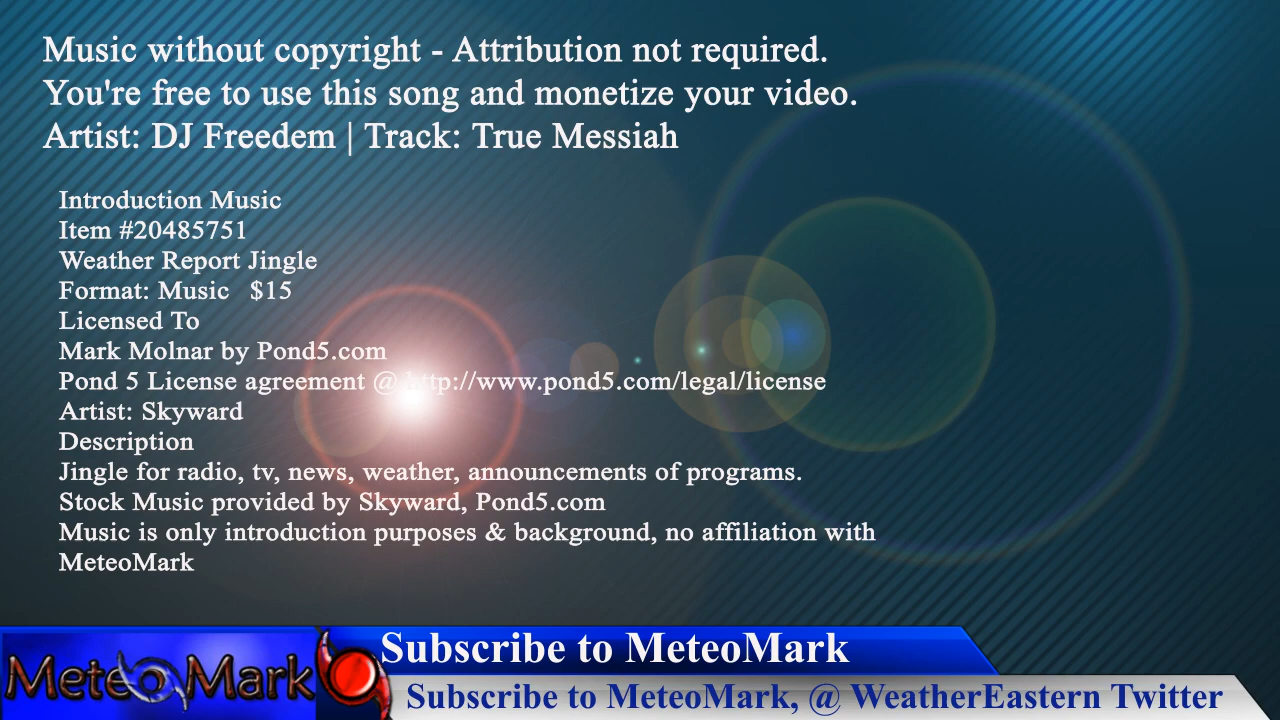 Music without copyright - Attribution not required.
You're free to use this song and monetize your video.
Artist: DJ Freedem | Track: True Messiah
Introduction Music
Item #20485751
Weather Report Jingle
Format: Music $15
Licensed To
Mark Molnar by Pond5.com
Pond 5 License agreement @ http://www.pond5.com/legal/license
Artist: Skyward
Description
Jingle for radio, tv, news, weather, announcements of programs.
Stock Music provided by Skyward, Pond5.com
Music is only introduction purposes & background, no affiliation with
MeteoMark
Subscribe to MeteoMark
MeteoMark
Subscribe to MeteoMark, @ WeatherEastern Twitter